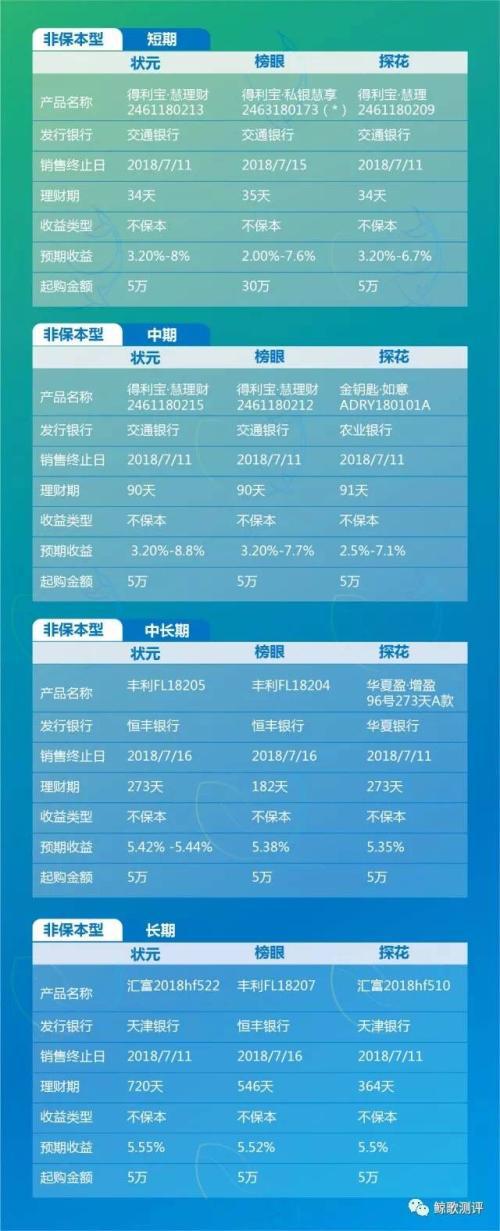 非保本型 短期
状元 榜眼 探花
产品名称 得利宝·慧理财 2461180213 得利宝·私银慧享 2463180173（*） 得利宝·慧理 2461180209
发行银行 交通银行 交通银行 交通银行
销售终止日 2018/7/11 2018/7/15 2018/7/11
理财期 34天 35天 34天
收益类型 不保本 不保本 不保本
预期收益 3.20%-8% 2.00%-7.6% 3.20%-6.7%
起购金额 5万 30万 5万
非保本型 中期
状元 榜眼 探花
产品名称 得利宝·慧理财 2461180215 得利宝·慧理财 2461180212 金钥匙·如意 ADRY180101A
发行银行 交通银行 交通银行 农业银行
销售终止日 2018/7/11 2018/7/11 2018/7/11
理财期 90天 90天 91天
收益类型 不保本 不保本 不保本
预期收益 3.20%-8.8% 3.20%-7.7% 2.5%-7.1%
起购金额 5万 5万 5万
非保本型 中长期
状元 榜眼 探花
产品名称 丰利FL18205 丰利FL18204 华夏盈·增盈 96号273天A款
发行银行 恒丰银行 恒丰银行 华夏银行
销售终止日 2018/7/16 2018/7/16 2018/7/11
理财期 273天 182天 273天
收益类型 不保本 不保本 不保本
预期收益 5.42% -5.44% 5.38% 5.35%
起购金额 5万 5万 5万
非保本型 长期
状元 榜眼 探花
产品名称 汇富2018hf522 丰利FL18207 汇富2018hf510
发行银行 天津银行 恒丰银行 天津银行
销售终止日 2018/7/11 2018/7/16 2018/7/11
理财期 720天 546天 364天
收益类型 不保本 不保本 不保本
预期收益 5.55% 5.52% 5.5%
起购金额 5万 5万 5万
鲸歌测评